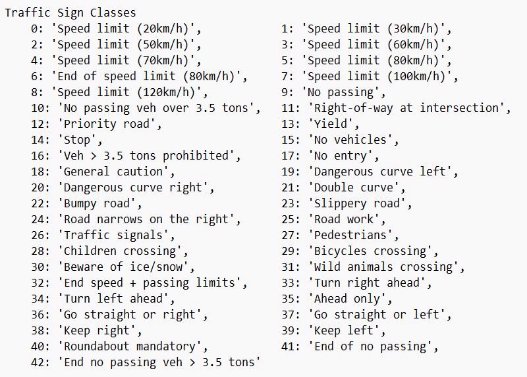 Traffic Sign Classes
0: 'Speed limit (20km/h)', 1: 'Speed limit (30km/h)',
2: 'Speed limit (50km/h)', 3: 'Speed limit (60km/h)',
4: 'Speed limit (70km/h)', 5: 'Speed limit (80km/h)',
6: 'End of speed limit (80km/h)', 7: 'Speed limit (100km/h)',
8: 'Speed limit (120km/h)', 9: 'No passing',
10: 'No passing veh over 3.5 tons', 11: 'Right-of-way at intersection',
12: 'Priority road', 13: 'Yield',
14: 'Stop', 15: 'No vehicles',
16: 'Veh > 3.5 tons prohibited', 17: 'No entry',
18: 'General caution', 19: 'Dangerous curve left',
20: 'Dangerous curve right', 21: 'Double curve',
22: 'Bumpy road', 23: 'Slippery road',
24: 'Road narrows on the right', 25: 'Road work',
26: 'Traffic signals', 27: 'Pedestrians',
28: 'Children crossing', 29: 'Bicycles crossing',
30: 'Beware of ice/snow', 31: 'Wild animals crossing',
32: 'End speed + passing limits', 33: 'Turn right ahead',
34: 'Turn left ahead', 35: 'Ahead only',
36: 'Go straight or right', 37: 'Go straight or left',
38: 'Keep right', 39: 'Keep left',
40: 'Roundabout mandatory', 41: 'End of no passing',
42: 'End no passing veh > 3.5 tons'